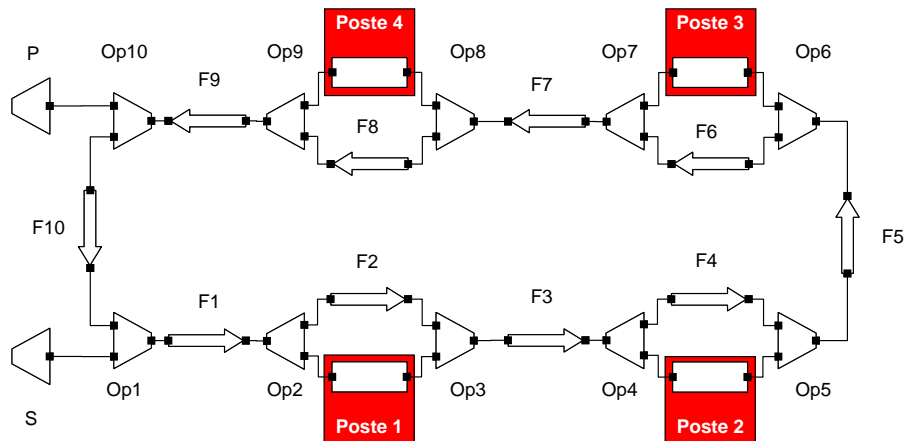 Poste 4
Poste 3
P
Op10
Op9
Op8
Op7
Op6
F9
F7
F8
F6
F10
F5
F2
F4
F1
F3
S
Op1
Op2
Op3
Op4
Op5
Poste 1
Poste 2